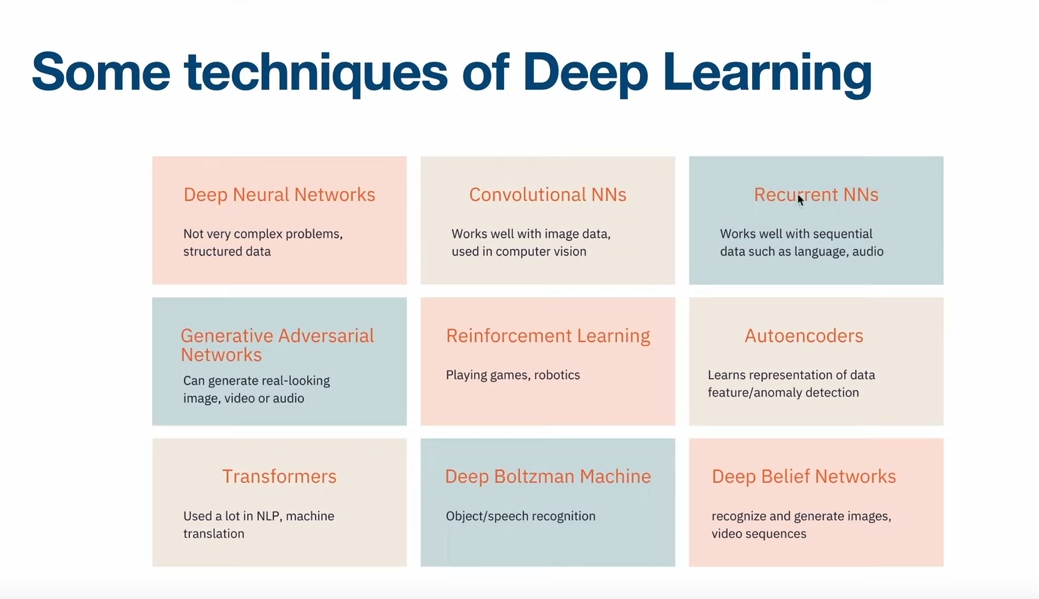 Some techniques of Deep Learning
Deep Neural Networks
Not very complex problems,
structured data
Convolutional NNs
Works well with image data,
used in computer vision
Recurrent NNs
Works well with sequential
data such as language, audio
Generative Adversarial
Networks
Can generate real-looking
image, video or audio
Reinforcement Learning
Playing games, robotics
Autoencoders
Learns representation of data
feature/anomaly detection
Transformers
Used a lot in NLP, machine
translation
Deep Boltzman Machine
Object/speech recognition
Deep Belief Networks
recognize and generate images,
video sequences